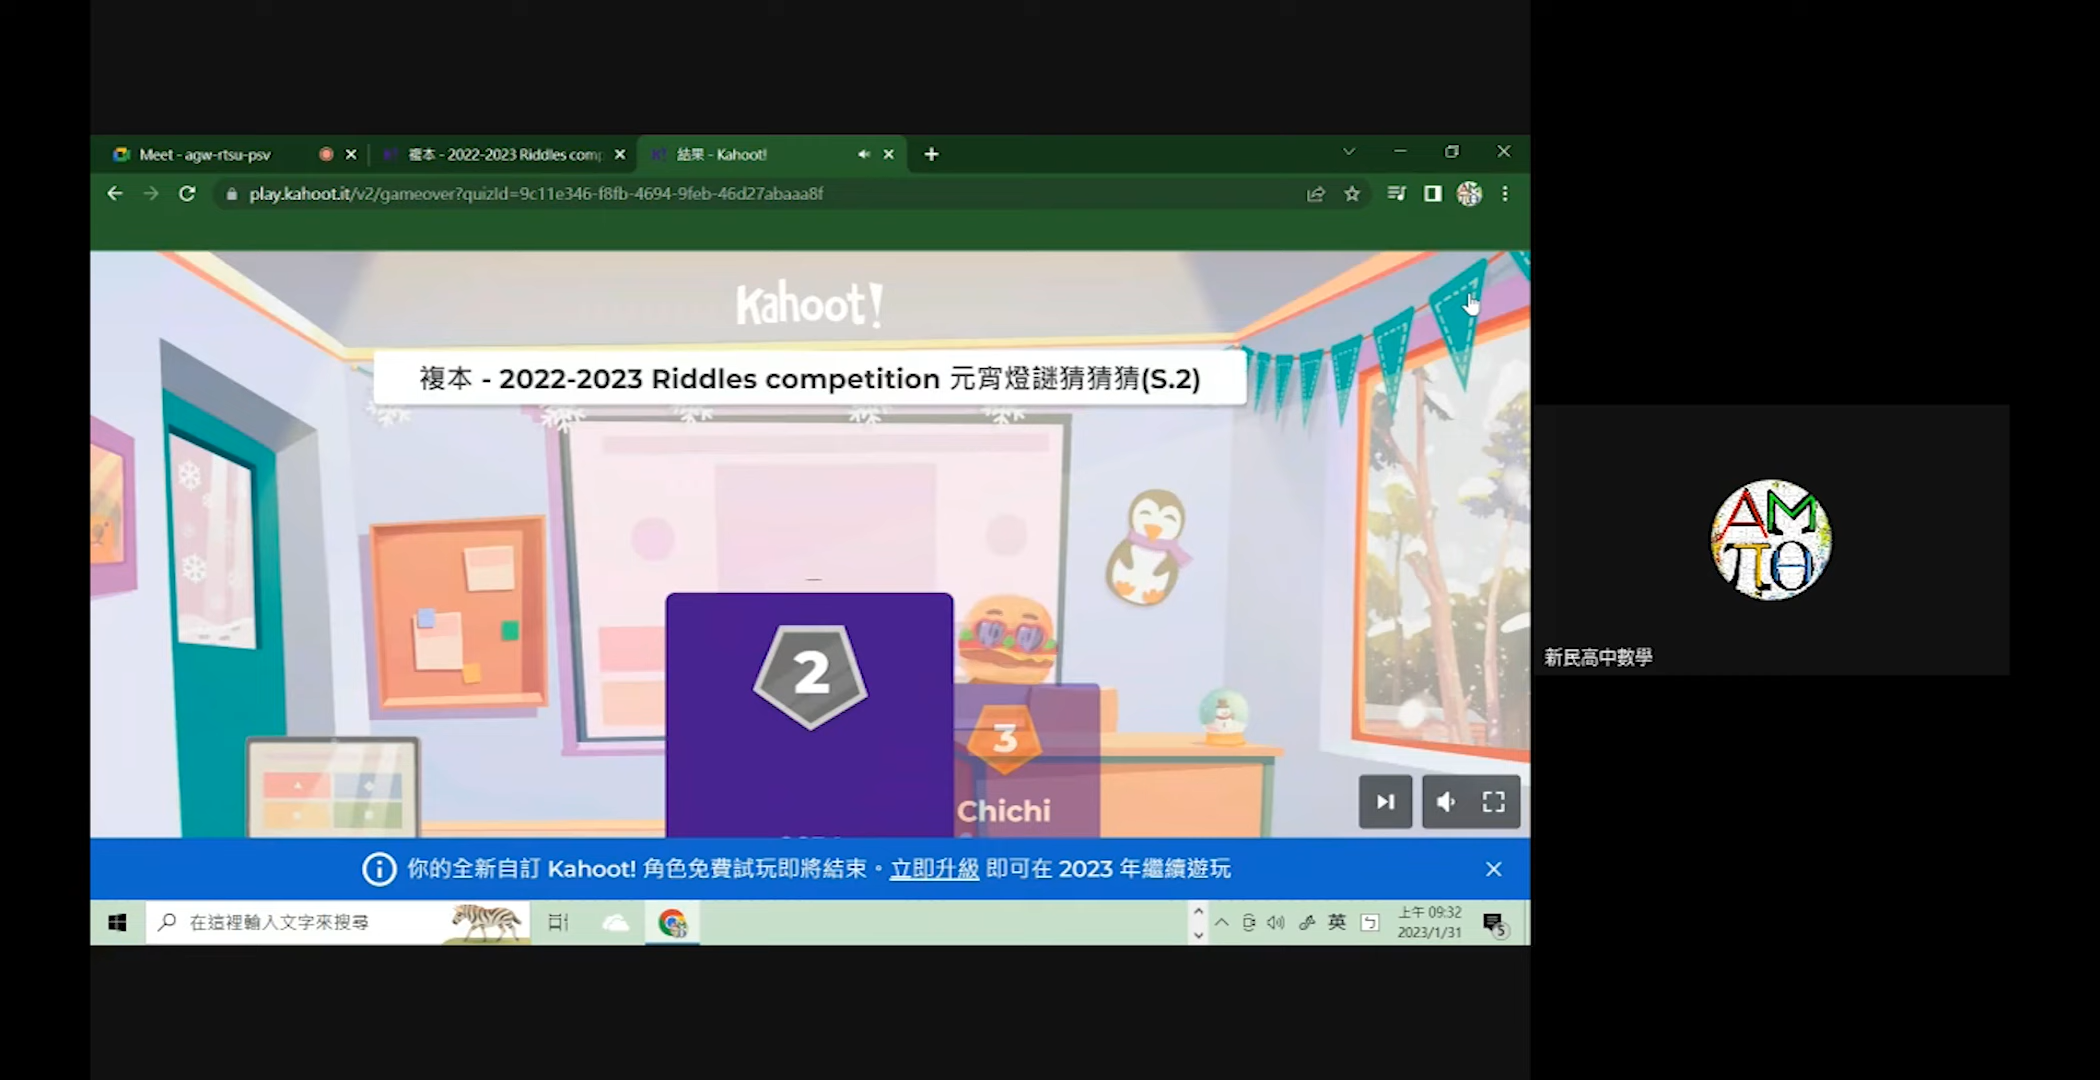 Meet - agw-rtsu-psv
複本 - 2022-2023 Riddles comp
結果 - Kahoot!
play.kahoot.it/v2/gameover?quizId=9c11e346-f8fb-4694-9feb-46d27abaaa8f
Kahoot!
複本 - 2022-2023 Riddles competition 元宵燈謎猜猜猜(S.2)
2
3
Chichi
AM
πθ
新民高中數學
你的全新自訂 Kahoot! 角色免費試玩即將結束。立即升級 即可在 2023 年繼續遊玩
在這裡輸入文字來搜尋
英
上午 09:32
2023/1/31
5